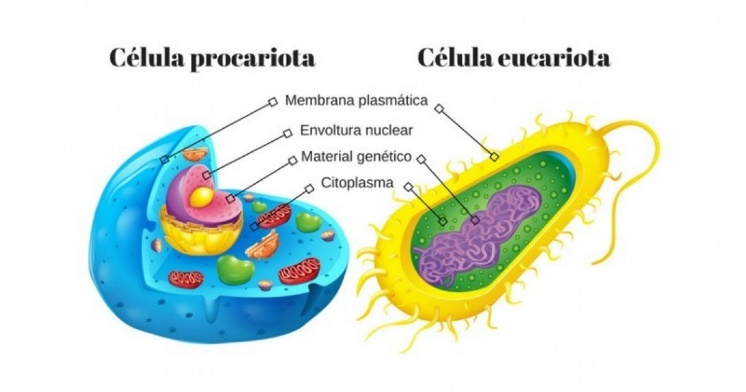 Célula procariota
Célula eucariota
Membrana plasmática
Envoltura nuclear
Material genético
Citoplasma